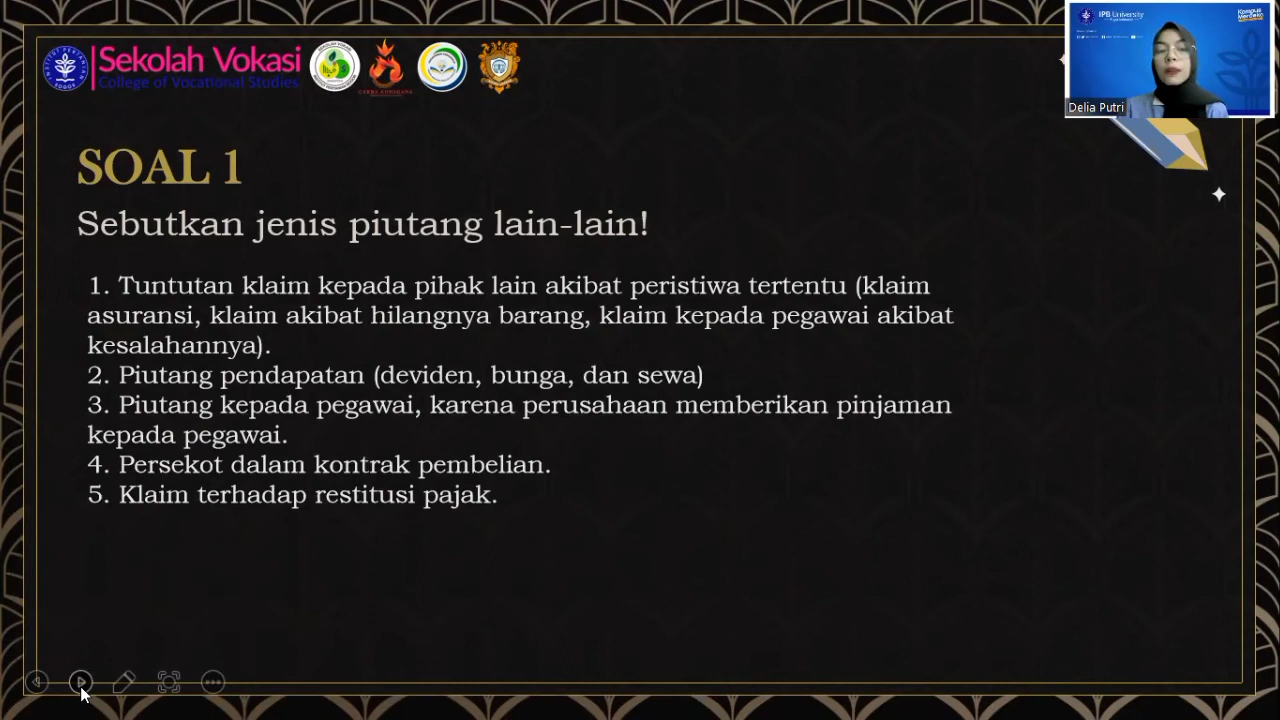 Sekolah Vokasi
College of Vocational Studies
IPB University
Kampus
Merdeka
Delia Putri
SOAL 1
Sebutkan jenis piutang lain-lain!
1. Tuntutan klaim kepada pihak lain akibat peristiwa tertentu (klaim
asuransi, klaim akibat hilangnya barang, klaim kepada pegawai akibat
kesalahannya).
2. Piutang pendapatan (deviden, bunga, dan sewa)
3. Piutang kepada pegawai, karena perusahaan memberikan pinjaman
kepada pegawai.
4. Persekot dalam kontrak pembelian.
5. Klaim terhadap restitusi pajak.